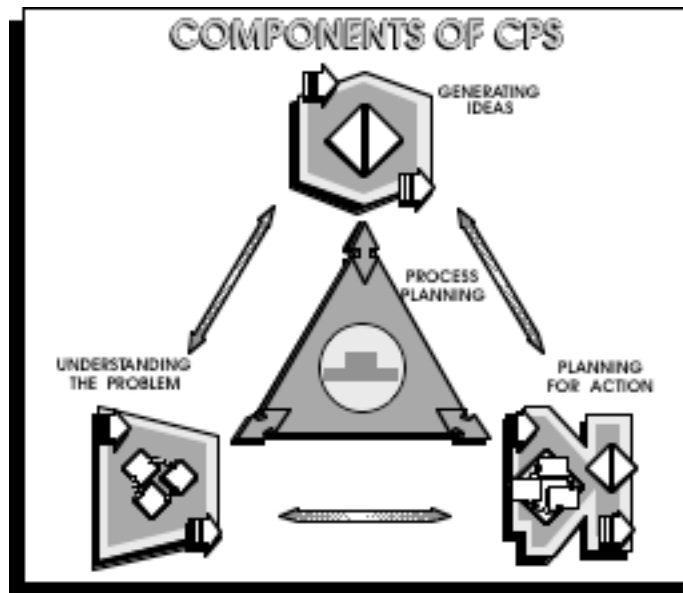 COMPONENTS OF CPS
GENERATING
IDEAS
PROCESS
PLANNING
UNDERSTANDING
THE PROBLEM
PLANNING
FOR ACTION